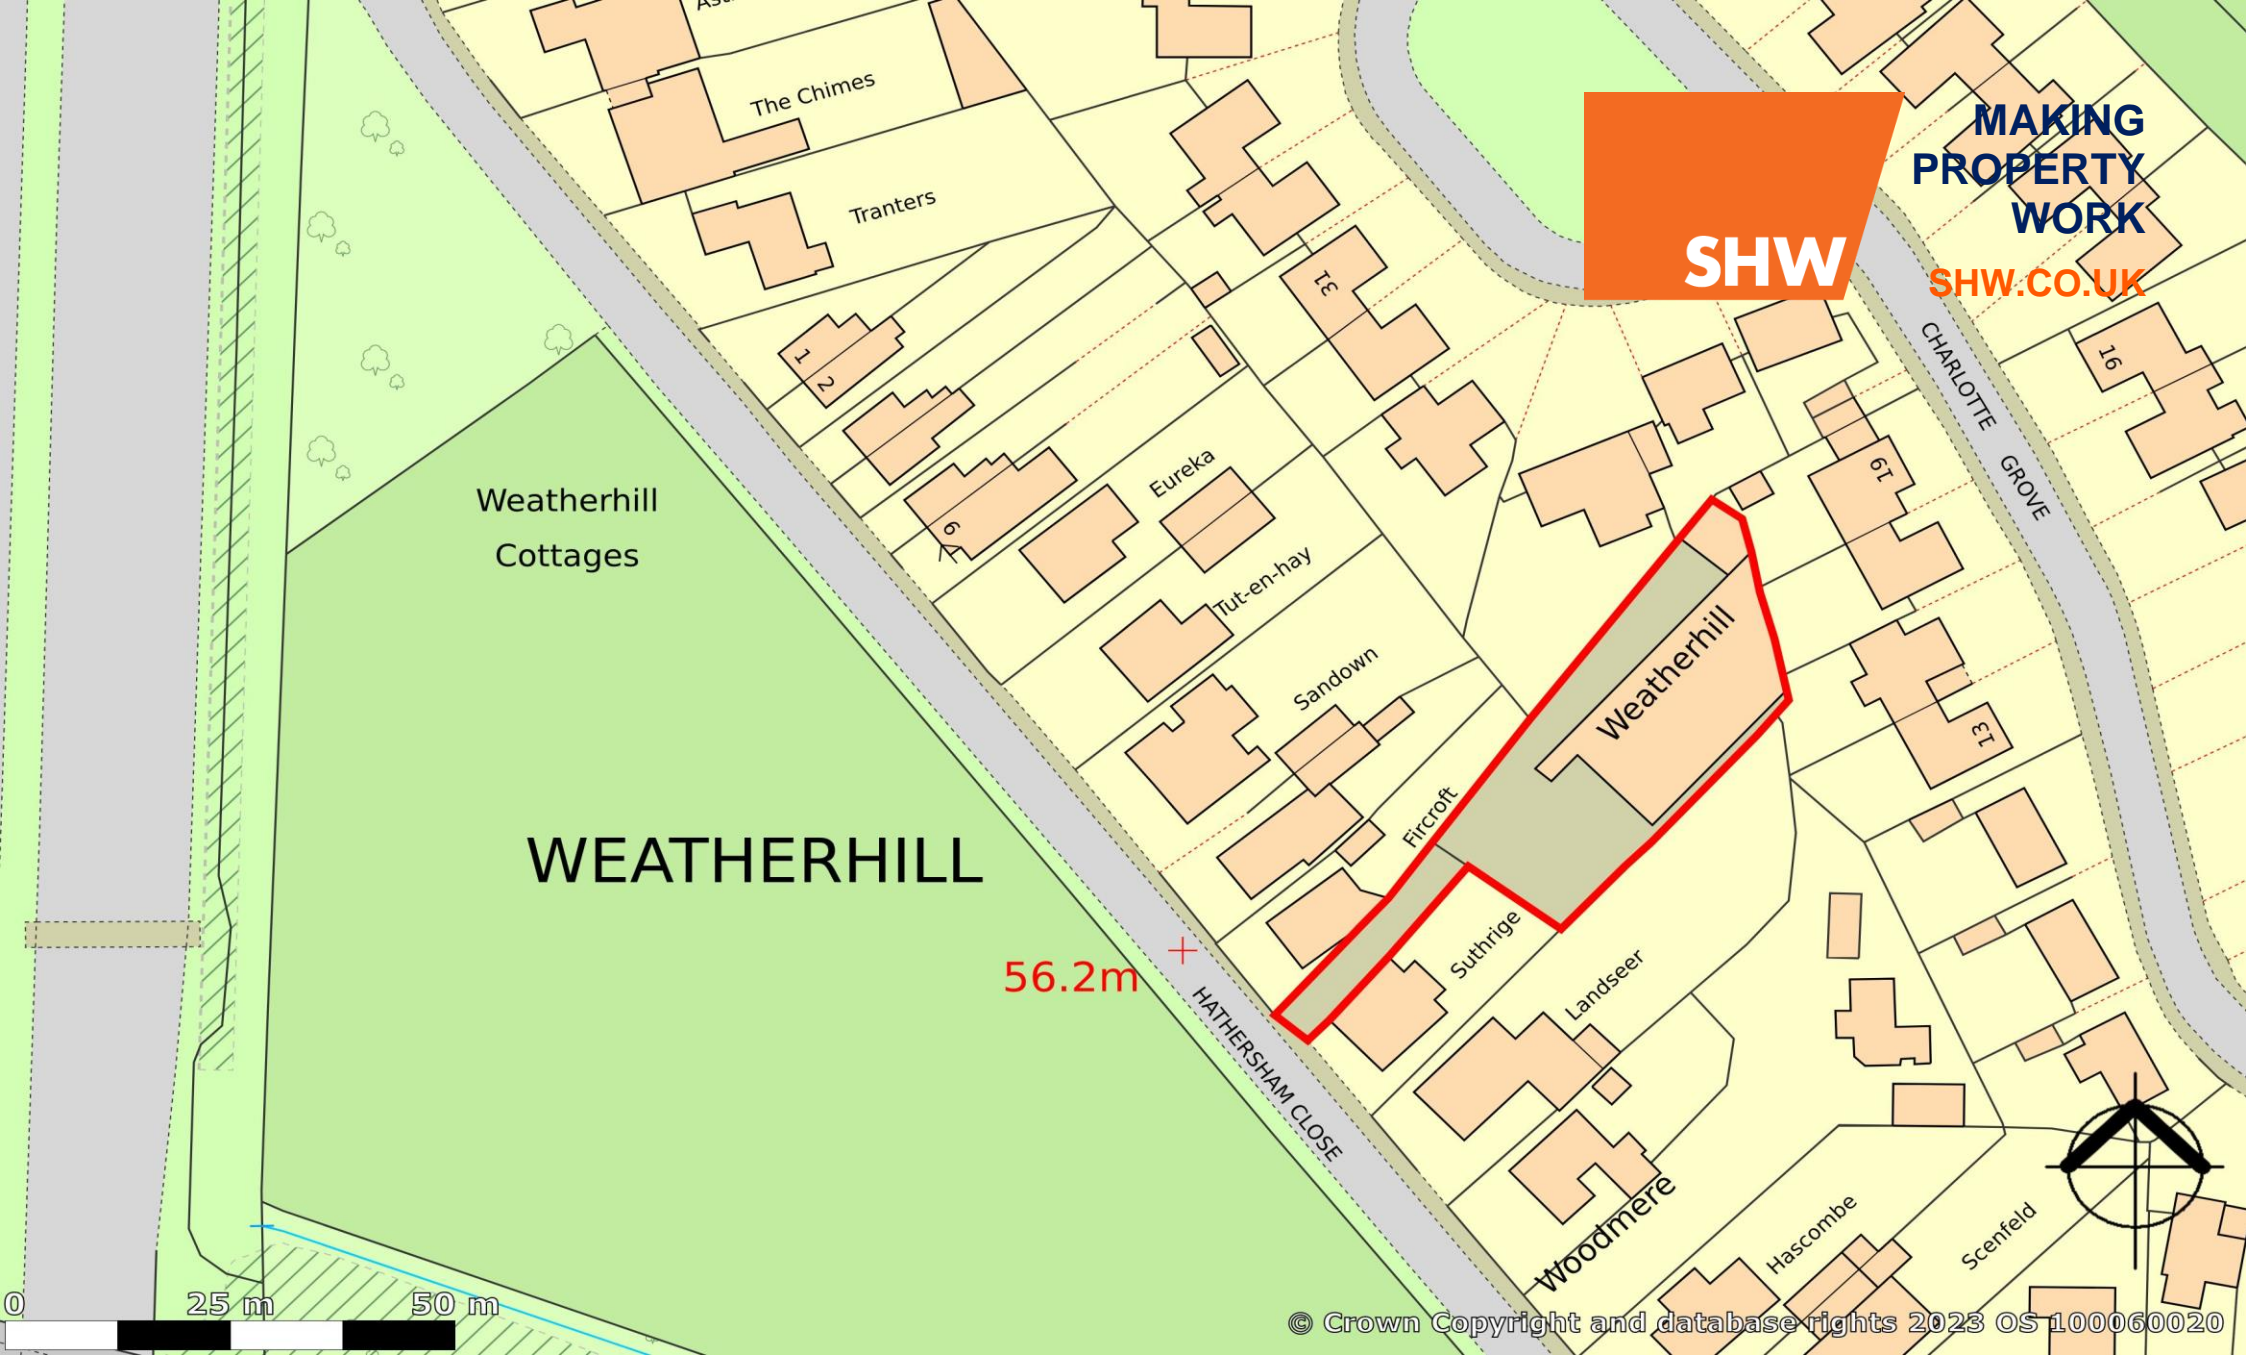 The Chimes
Tranters
31
1
2
6
Eureka
Tut-en-hay
Sandown
Fircroft
Suthrige
Landseer
Weatherhill
Weatherhill
Cottages
WEATHERHILL
56.2m
HATHERSHAM CLOSE
Woodmere
Hascombe
Scenfeld
CHARLOTTE
GROVE
16
19
13
SHW
MAKING
PROPERTY
WORK
SHW.CO.UK
0 25 m 50 m
© Crown Copyright and database rights 2023 OS 100060020